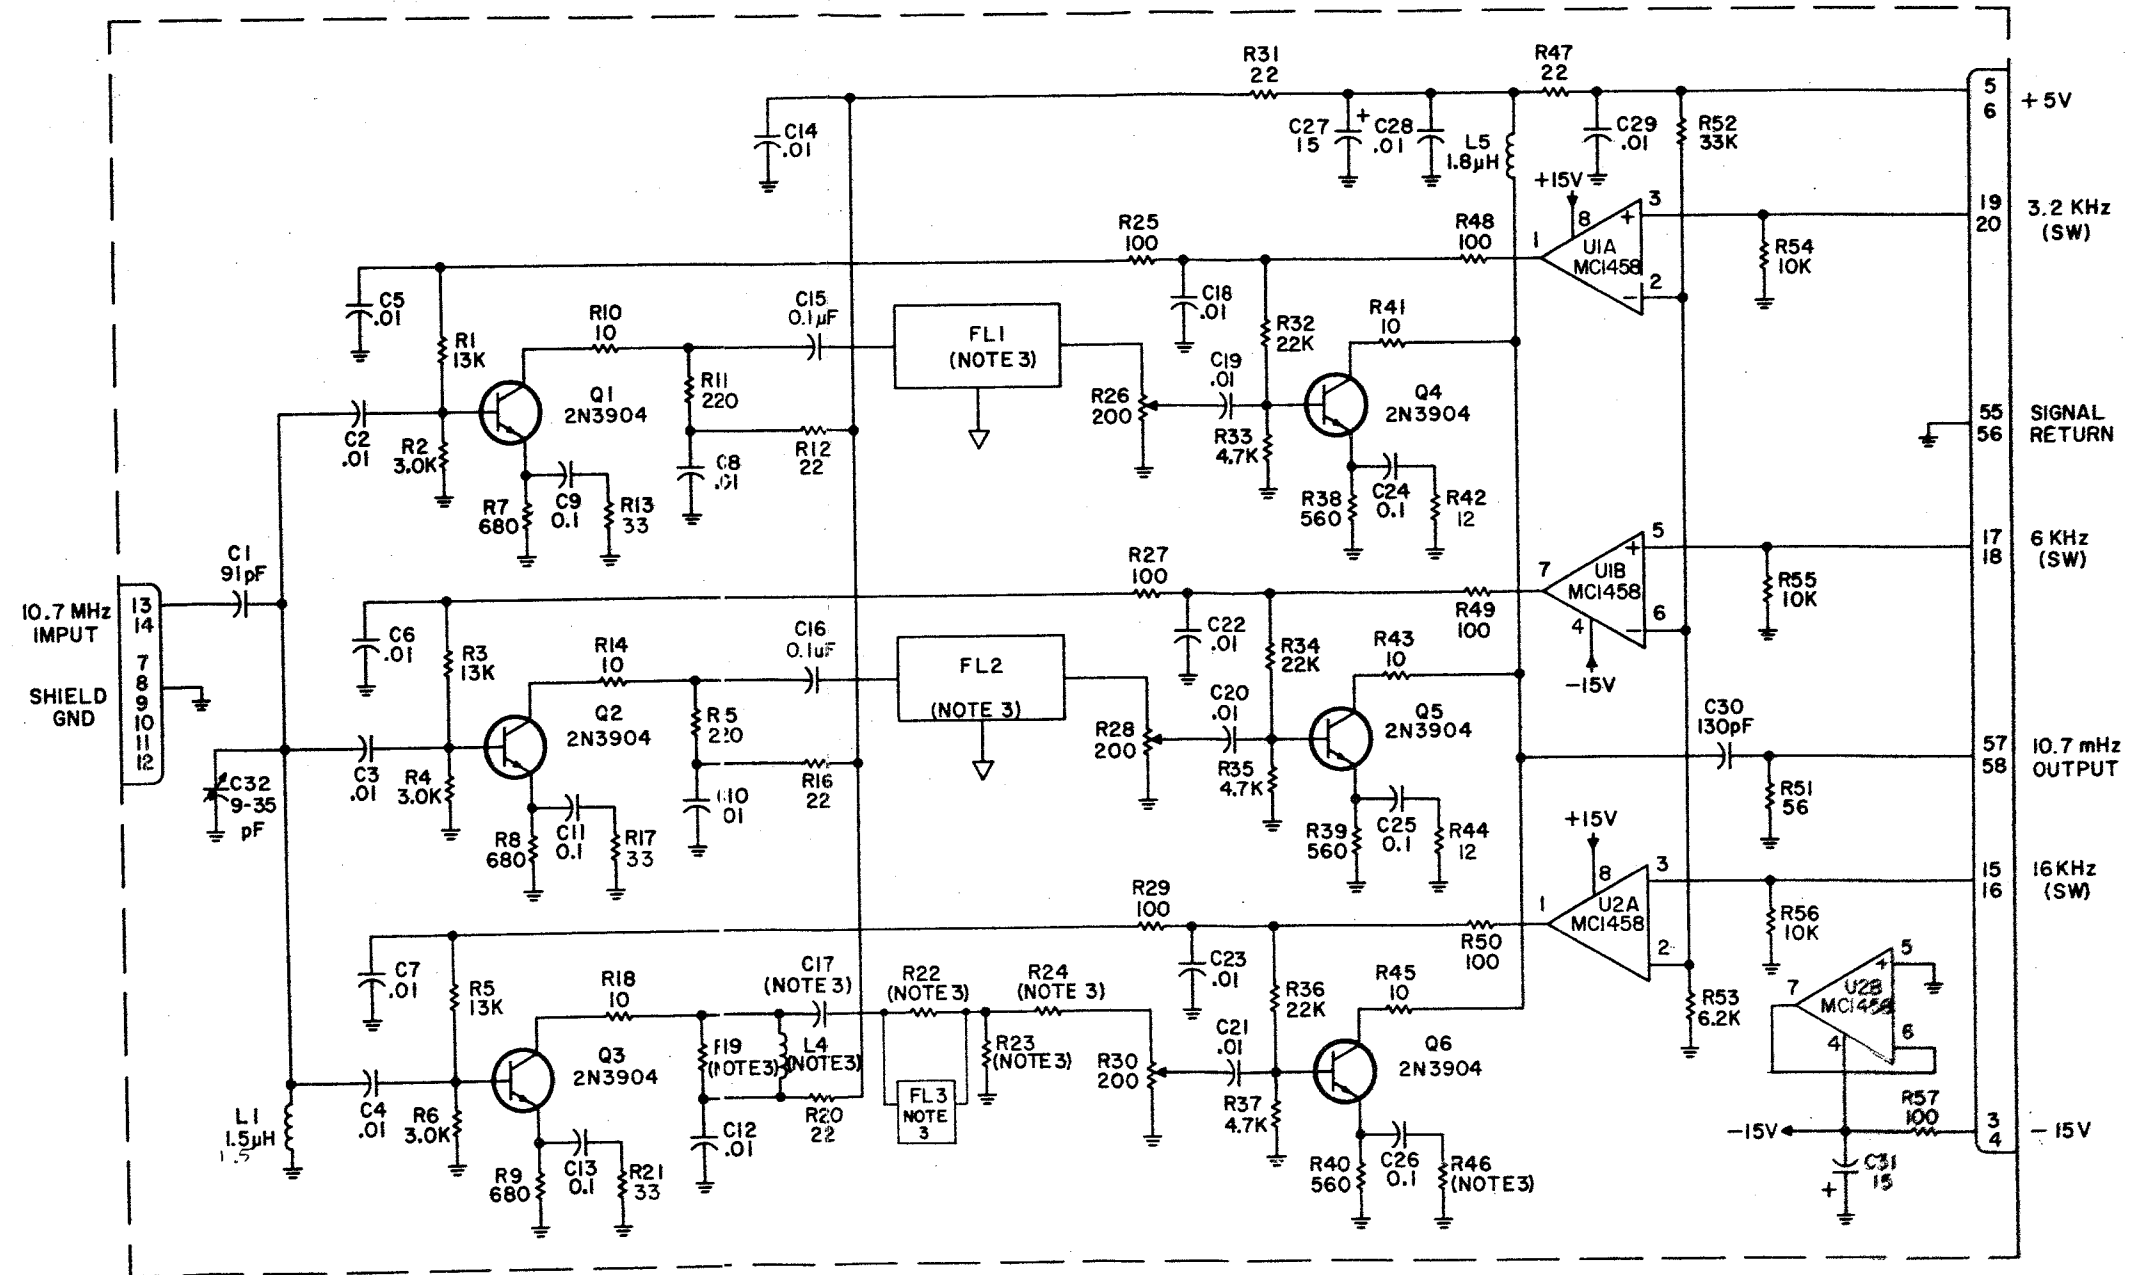 R31
22
R47
22
5
6
+5V
C14
.01
C27
15
+
C28
.01
L5
1.8µH
C29
.01
R52
33K
+15V
8
3
+
U1A
MC1458
1
2
−
19
20
3.2 KHz
(SW)
R54
10K
R25
100
R48
100
C5
.01
R1
13K
R10
10
C15
0.1µF
FL1
(NOTE 3)
C18
.01
R32
22K
R41
10
C19
.01
R11
220
Q1
2N3904
R26
200
Q4
2N3904
55
56
SIGNAL
RETURN
C2
.01
R2
3.0K
R12
22
R33
4.7K
C8
.01
R7
680
C9
0.1
R13
33
R38
560
C24
0.1
R42
12
C1
91pF
10.7 MHz
IMPUT
13
14
7
8
9
10
11
12
SHIELD
GND
R27
100
R49
100
7
5
+
U1B
MC1458
6
−
4
−15V
17
18
6 KHz
(SW)
R55
10K
C6
.01
R3
13K
R14
10
C16
0.1uF
FL2
(NOTE 3)
C22
.01
R34
22K
R43
10
C20
.01
Q2
2N3904
R28
200
Q5
2N3904
C30
130pF
57
58
10.7 mHz
OUTPUT
R51
56
C32
9-35
pF
C3
.01
R4
3.0K
R16
22
R35
4.7K
R8
680
C11
0.1
R17
33
R39
560
C25
0.1
R44
12
+15V
8
3
U2A
MC1458
1
2
15
16
16KHz
(SW)
R56
10K
R29
100
R50
100
C7
.01
R5
13K
R18
10
C17
(NOTE 3)
R22
(NOTE 3)
R24
(NOTE 3)
C23
.01
R36
22K
R45
10
R53
6.2K
7
5
+
U2B
6
4
Q3
2N3904
L4
R23
(NOTE 3)
C21
.01
R30
200
Q6
2N3904
FL3
NOTE
3
L1
1.5µH
C4
.01
R6
3.0K
R20
22
C12
.01
R37
4.7K
R9
680
C13
0.1
R21
33
R40
560
C26
0.1
R46
(NOTE 3)
R57
100
3
4
−15V
−15V
C31
15
+